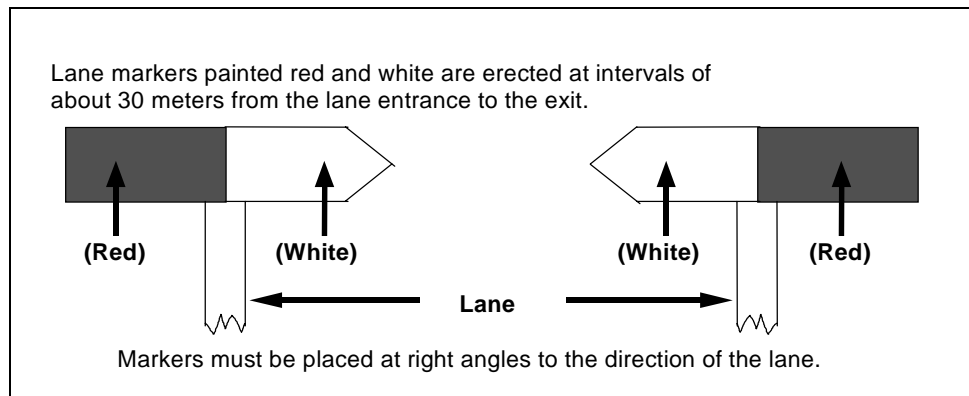 Lane markers painted red and white are erected at intervals of
about 30 meters from the lane entrance to the exit.
(Red) (White) (White) (Red)
Lane
Markers must be placed at right angles to the direction of the lane.